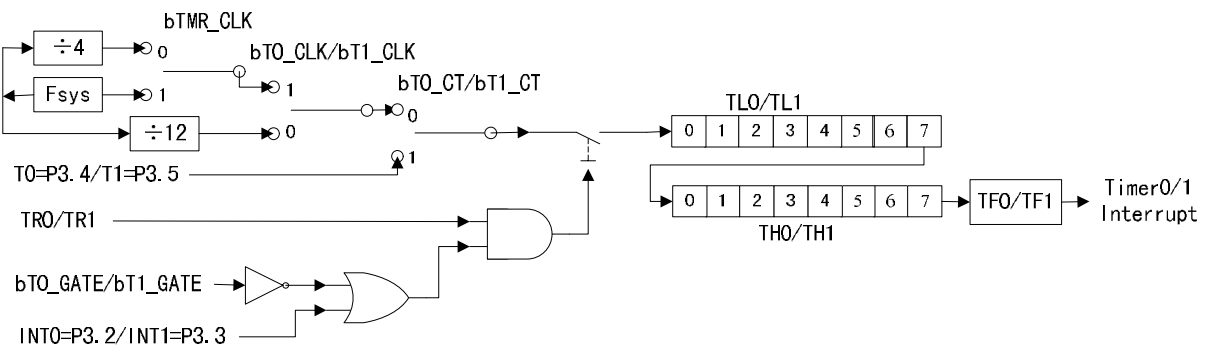 bTMR_CLK
÷4
0
bT0_CLK/bT1_CLK
Fsys
1
1
bT0_CT/bT1_CT
0
÷12
0
1
T0=P3.4/T1=P3.5
TL0/TL1
0 1 2 3 4 5 6 7
0 1 2 3 4 5 6 7
TH0/TH1
TF0/TF1
Timer0/1
Interrupt
TR0/TR1
bT0_GATE/bT1_GATE
INT0=P3.2/INT1=P3.3